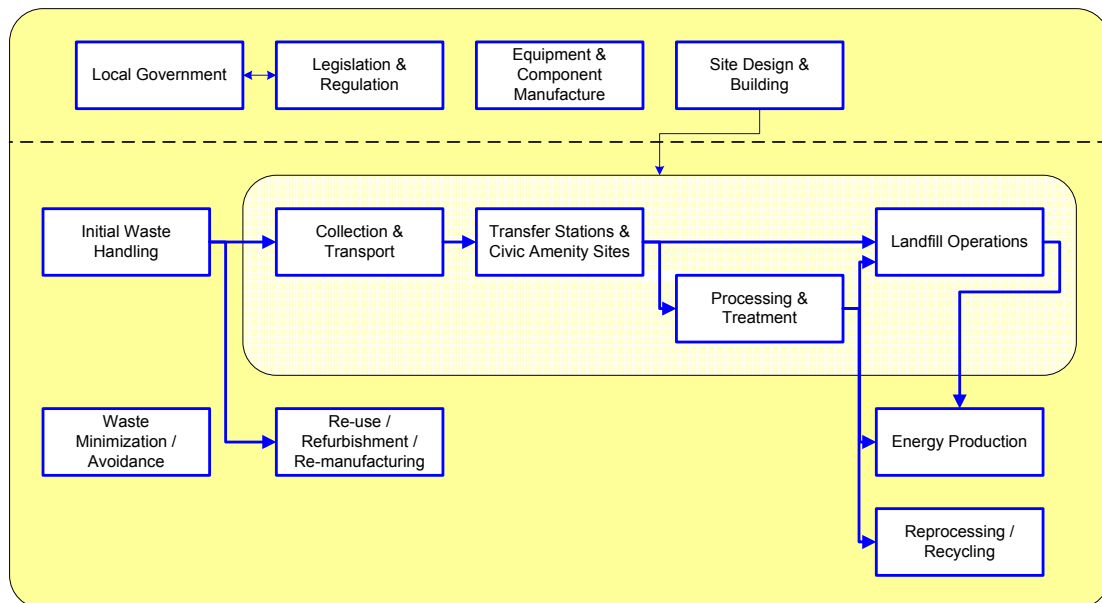 Local Government
Legislation &
Regulation
Equipment &
Component
Manufacture
Site Design &
Building
Initial Waste
Handling
Collection &
Transport
Transfer Stations &
Civic Amenity Sites
Landfill Operations
Processing &
Treatment
Waste
Minimization /
Avoidance
Re-use /
Refurbishment /
Re-manufacturing
Energy Production
Reprocessing /
Recycling